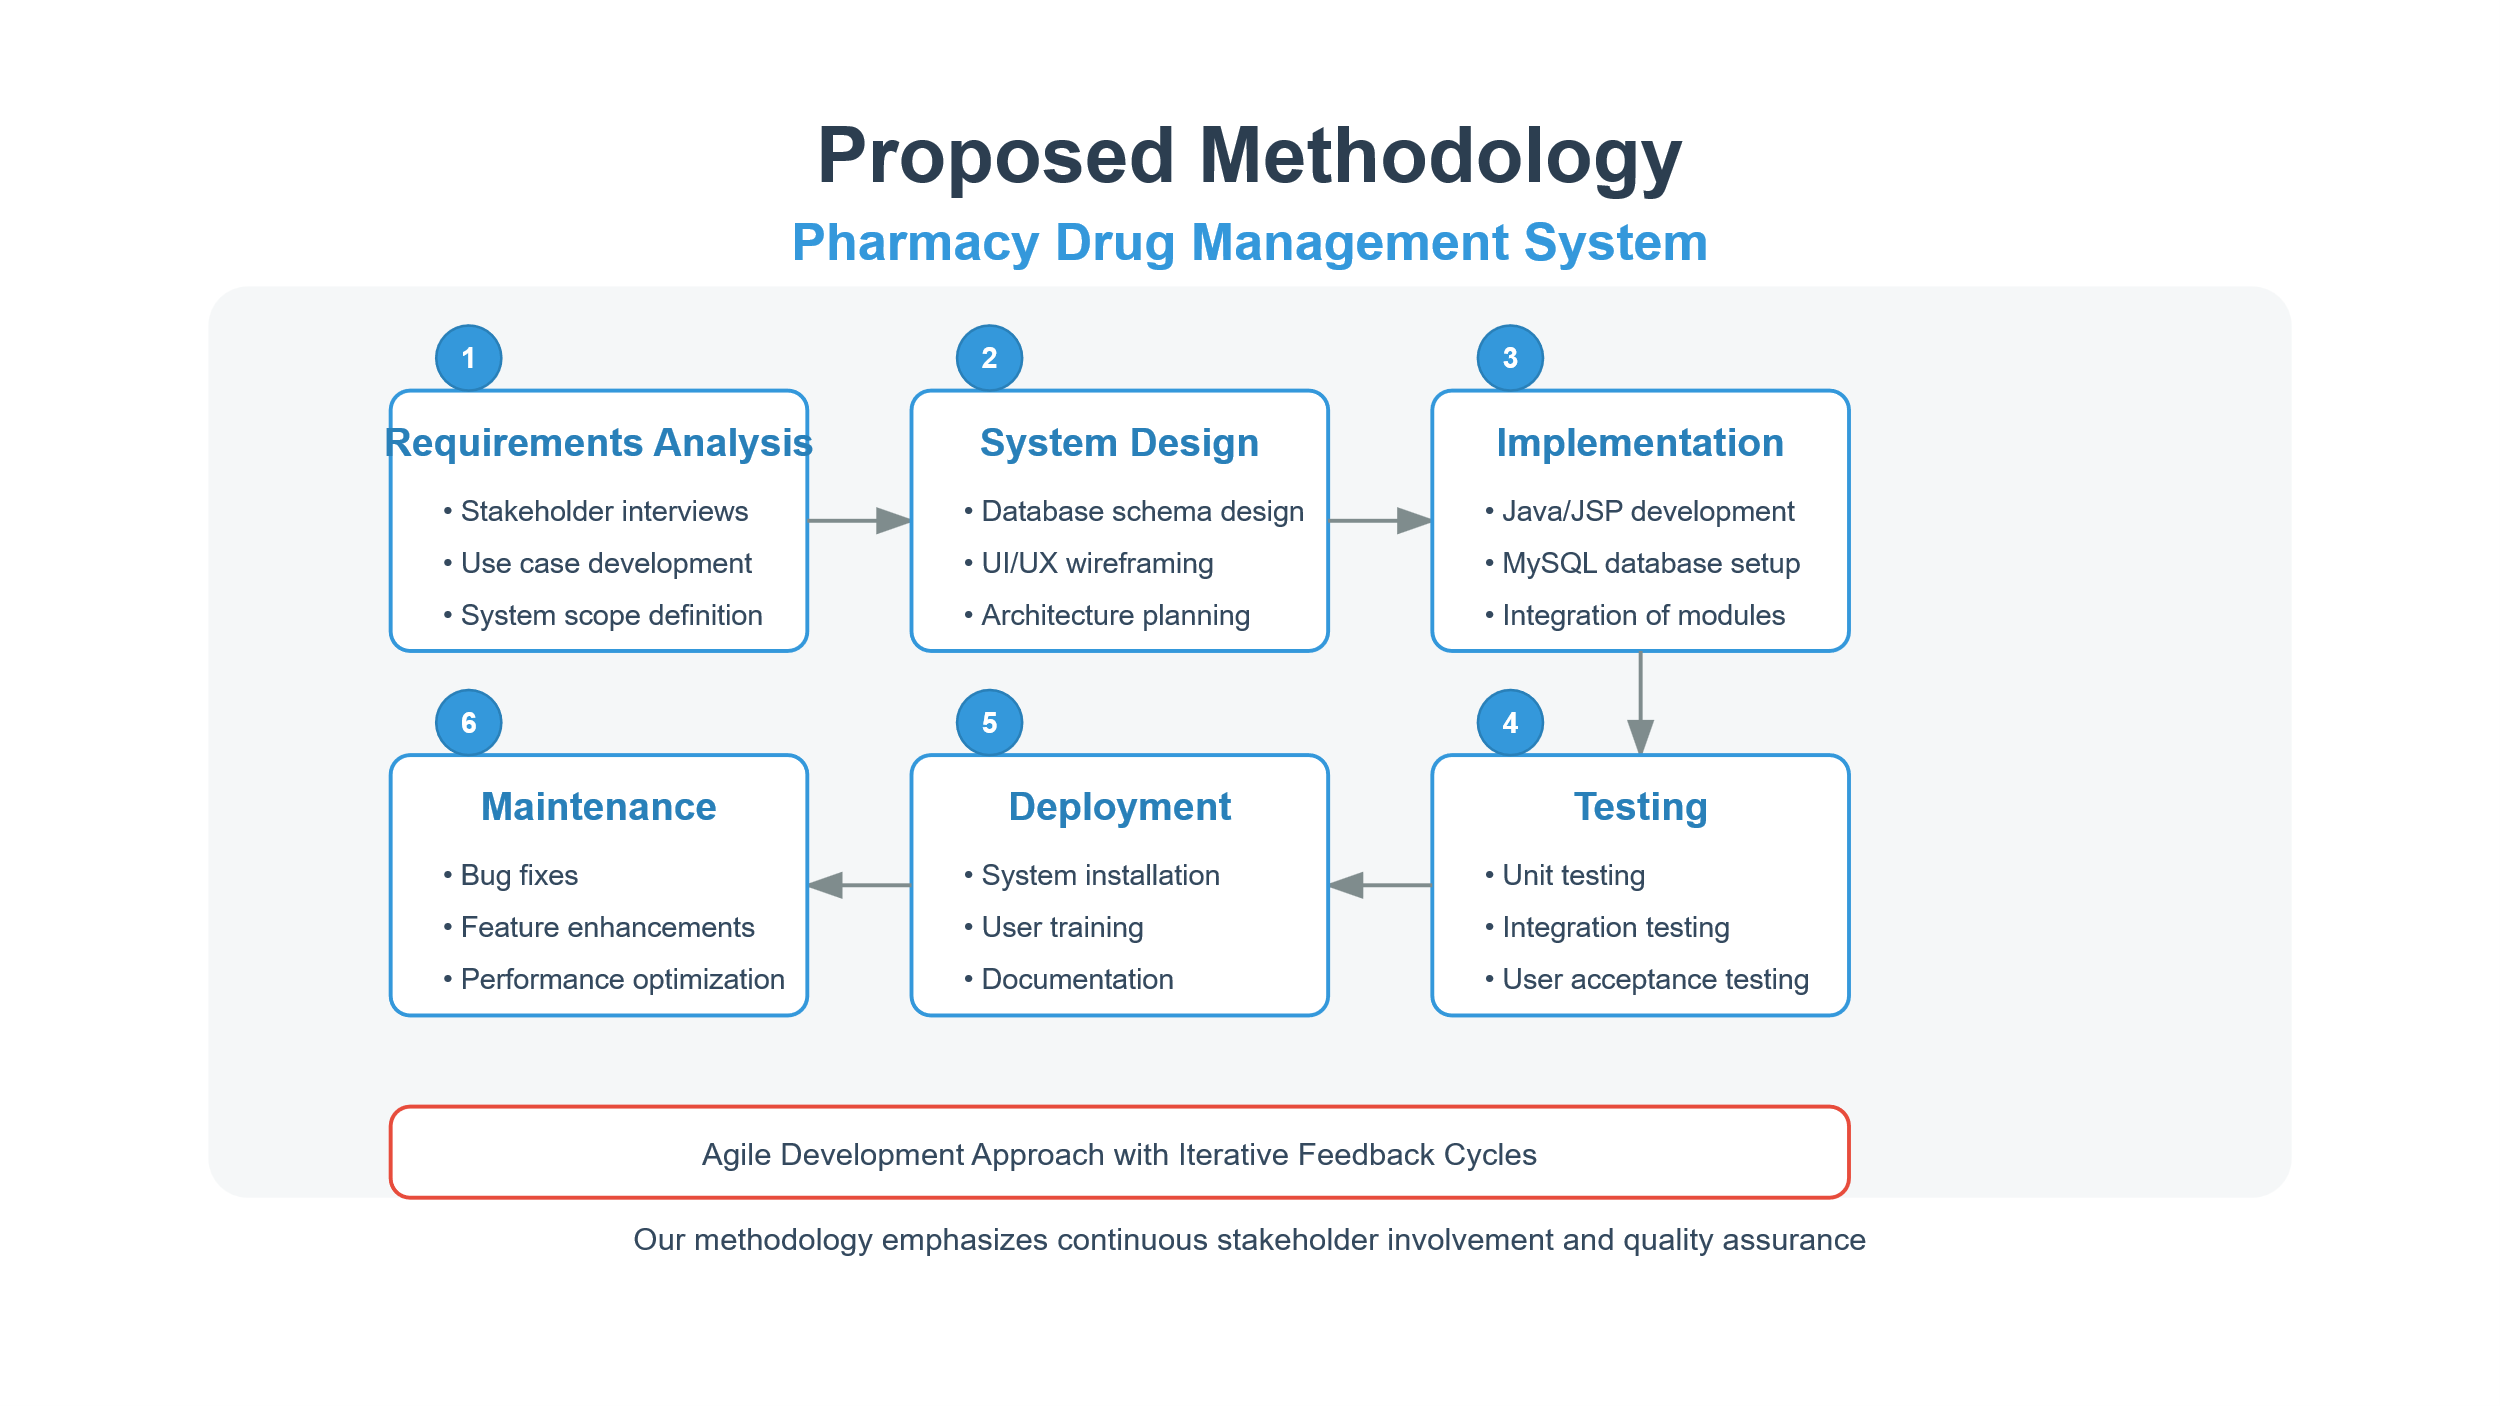 Proposed Methodology
Pharmacy Drug Management System
1
Requirements Analysis
• Stakeholder interviews
• Use case development
• System scope definition
2
System Design
• Database schema design
• UI/UX wireframing
• Architecture planning
3
Implementation
• Java/JSP development
• MySQL database setup
• Integration of modules
4
Testing
• Unit testing
• Integration testing
• User acceptance testing
5
Deployment
• System installation
• User training
• Documentation
6
Maintenance
• Bug fixes
• Feature enhancements
• Performance optimization
Agile Development Approach with Iterative Feedback Cycles
Our methodology emphasizes continuous stakeholder involvement and quality assurance